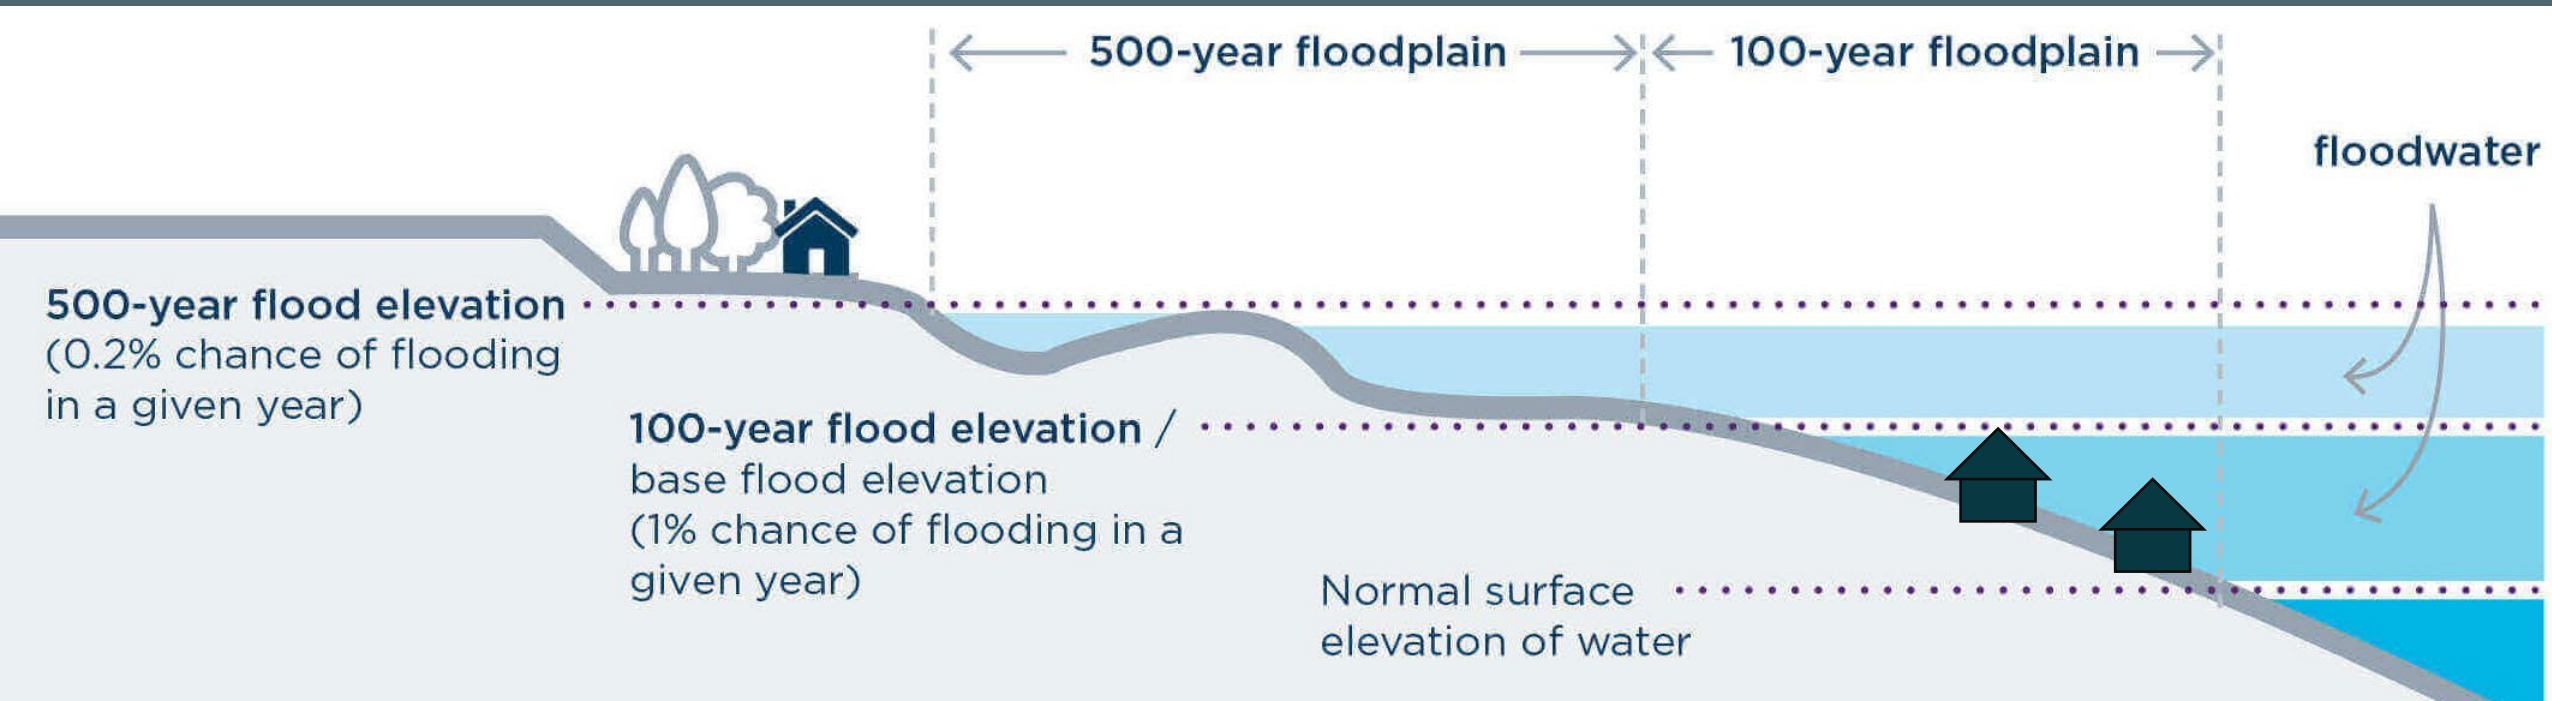 500-year floodplain
100-year floodplain
floodwater
500-year flood elevation
(0.2% chance of flooding
in a given year)
100-year flood elevation /
base flood elevation
(1% chance of flooding in a
given year)
Normal surface
elevation of water